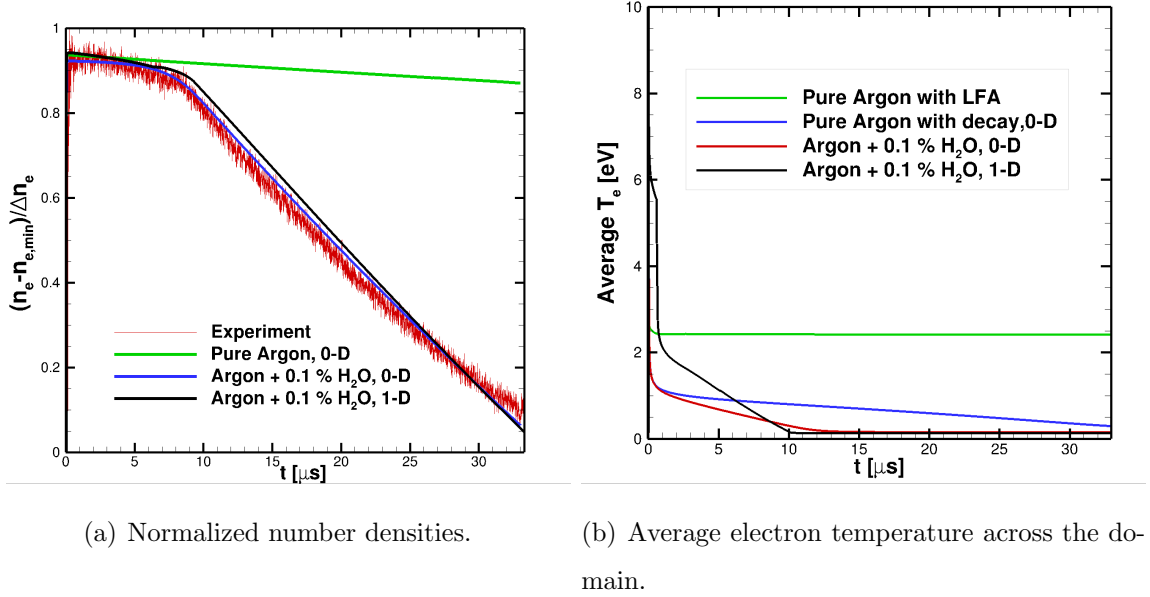 (n_e-n_e,min)/Δn_e
1
0.8
0.6
0.4
0.2
0
0 5 10 15 20 25 30
t [μs]
Experiment
Pure Argon, 0-D
Argon + 0.1 % H₂O, 0-D
Argon + 0.1 % H₂O, 1-D
(a) Normalized number densities.
Average T_e [eV]
10
8
6
4
2
0
0 5 10 15 20 25 30
t [μs]
Pure Argon with LFA
Pure Argon with decay,0-D
Argon + 0.1 % H₂O, 0-D
Argon + 0.1 % H₂O, 1-D
(b) Average electron temperature across the do-
main.